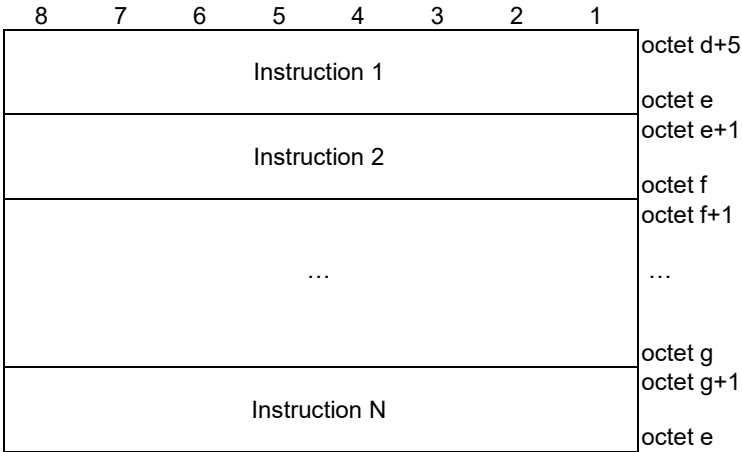 8 7 6 5 4 3 2 1
octet d+5
Instruction 1
octet e
octet e+1
Instruction 2
octet f
octet f+1
… …
octet g
octet g+1
Instruction N
octet e